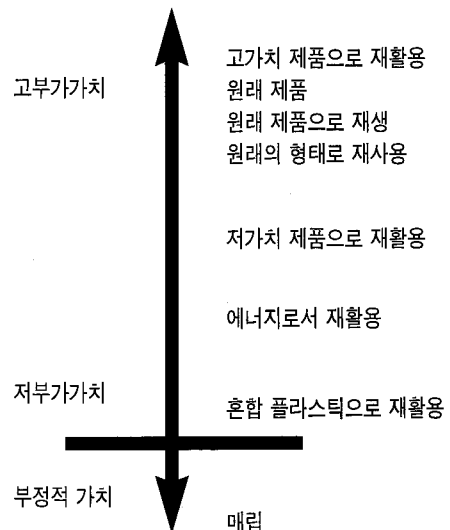 고가치 제품으로 재활용
고부가가치
원래 제품
원래 제품으로 재생
원래의 형태로 재사용
저가치 제품으로 재활용
에너지로서 재활용
저부가가치
혼합 플라스틱으로 재활용
부정적 가치
매립